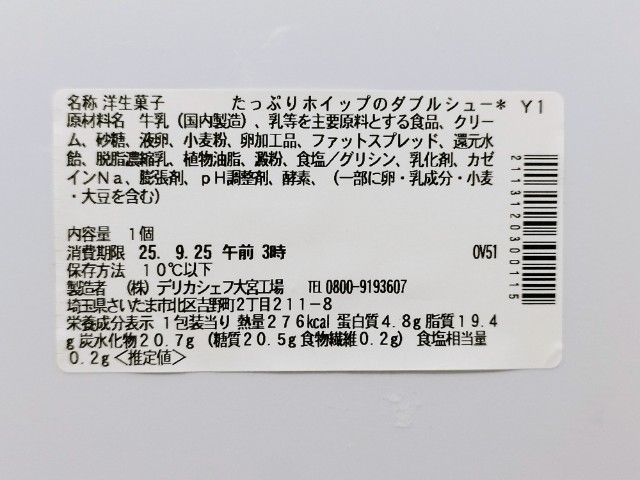 名称 洋生菓子　　たっぷりホイップのダブルシュー* Y1
原材料名　牛乳（国内製造）、乳等を主要原料とする食品、クリー
ム、砂糖、液卵、小麦粉、卵加工品、ファットスプレッド、還元水
飴、脱脂濃縮乳、植物油脂、澱粉、食塩／グリシン、乳化剤、カゼ
インＮａ、膨張剤、ｐＨ調整剤、酵素、（一部に卵・乳成分・小麦
・大豆を含む）
内容量　1個
消費期限　25. 9.25 午前 3時　　0V51
保存方法　１０℃以下
製造者　（株）デリカシェフ大宮工場　TEL 0800-9193607
埼玉県さいたま市北区吉野町2丁目211-8
栄養成分表示 1包装当り 熱量276kcal 蛋白質4.8g 脂質19.4
g 炭水化物20.7g （糖質20.5g 食物繊維0.2g） 食塩相当量
0.2g＜推定値＞
2113120300115